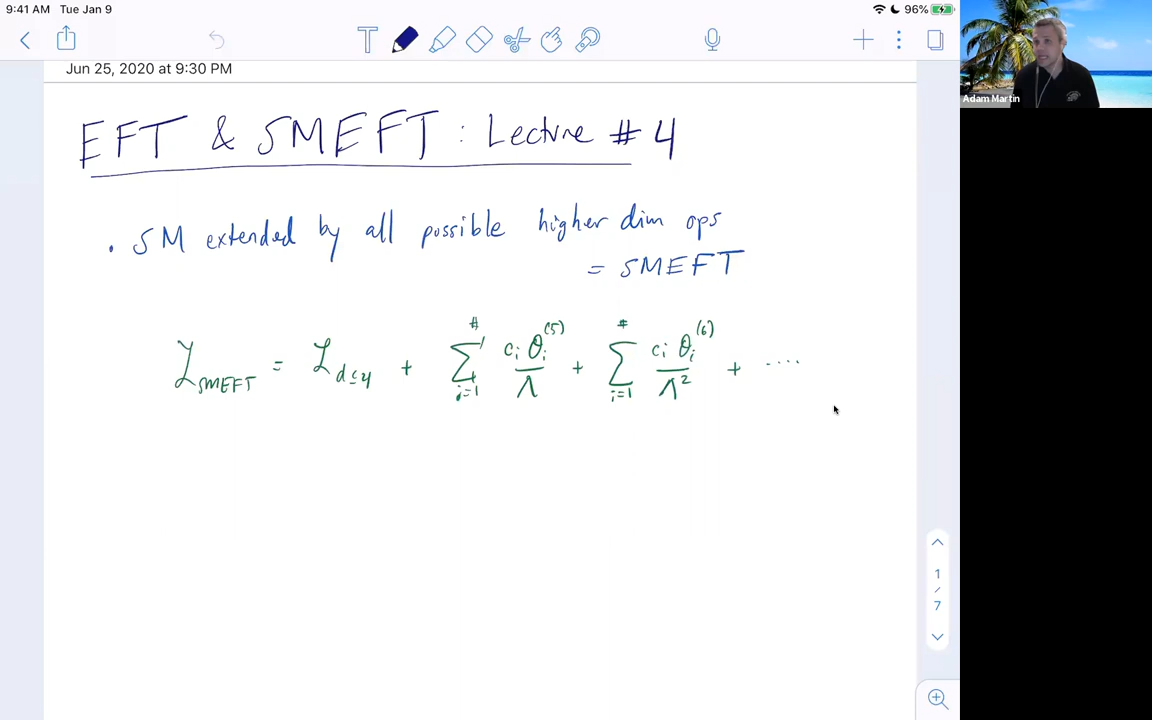 9:41 AM Tue Jan 9
96%
Adam Martin
Jun 25, 2020 at 9:30 PM
EFT & SMEFT : Lecture # 4
. SM extended by all possible higher dim ops
= SMEFT
ℒ_SMEFT = ℒ_d≤4 + Σ_{i=1}^{#} c_i θ_i^(5) / Λ + Σ_{i=1}^{#} c_i θ_i^(6) / Λ² + ....
1
/
7